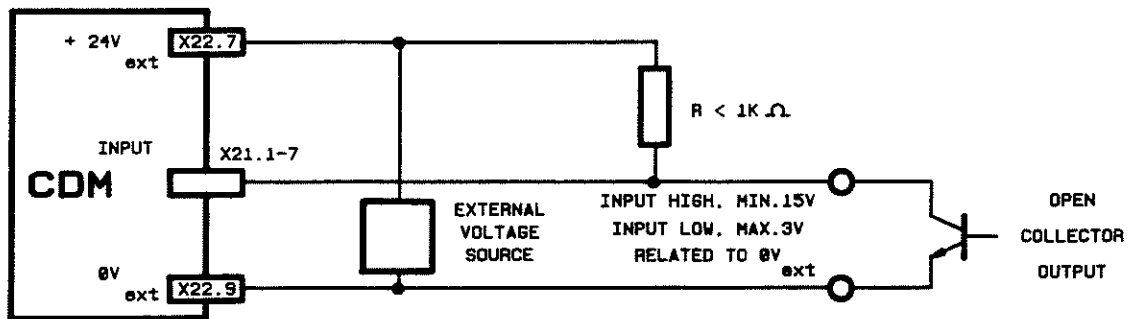 + 24V ext
X22.7
R < 1K Ω
INPUT
X21.1-7
CDM
EXTERNAL
VOLTAGE
SOURCE
INPUT HIGH, MIN.15V
INPUT LOW, MAX.3V
RELATED TO 0V ext
OPEN
COLLECTOR
OUTPUT
0V ext
X22.9